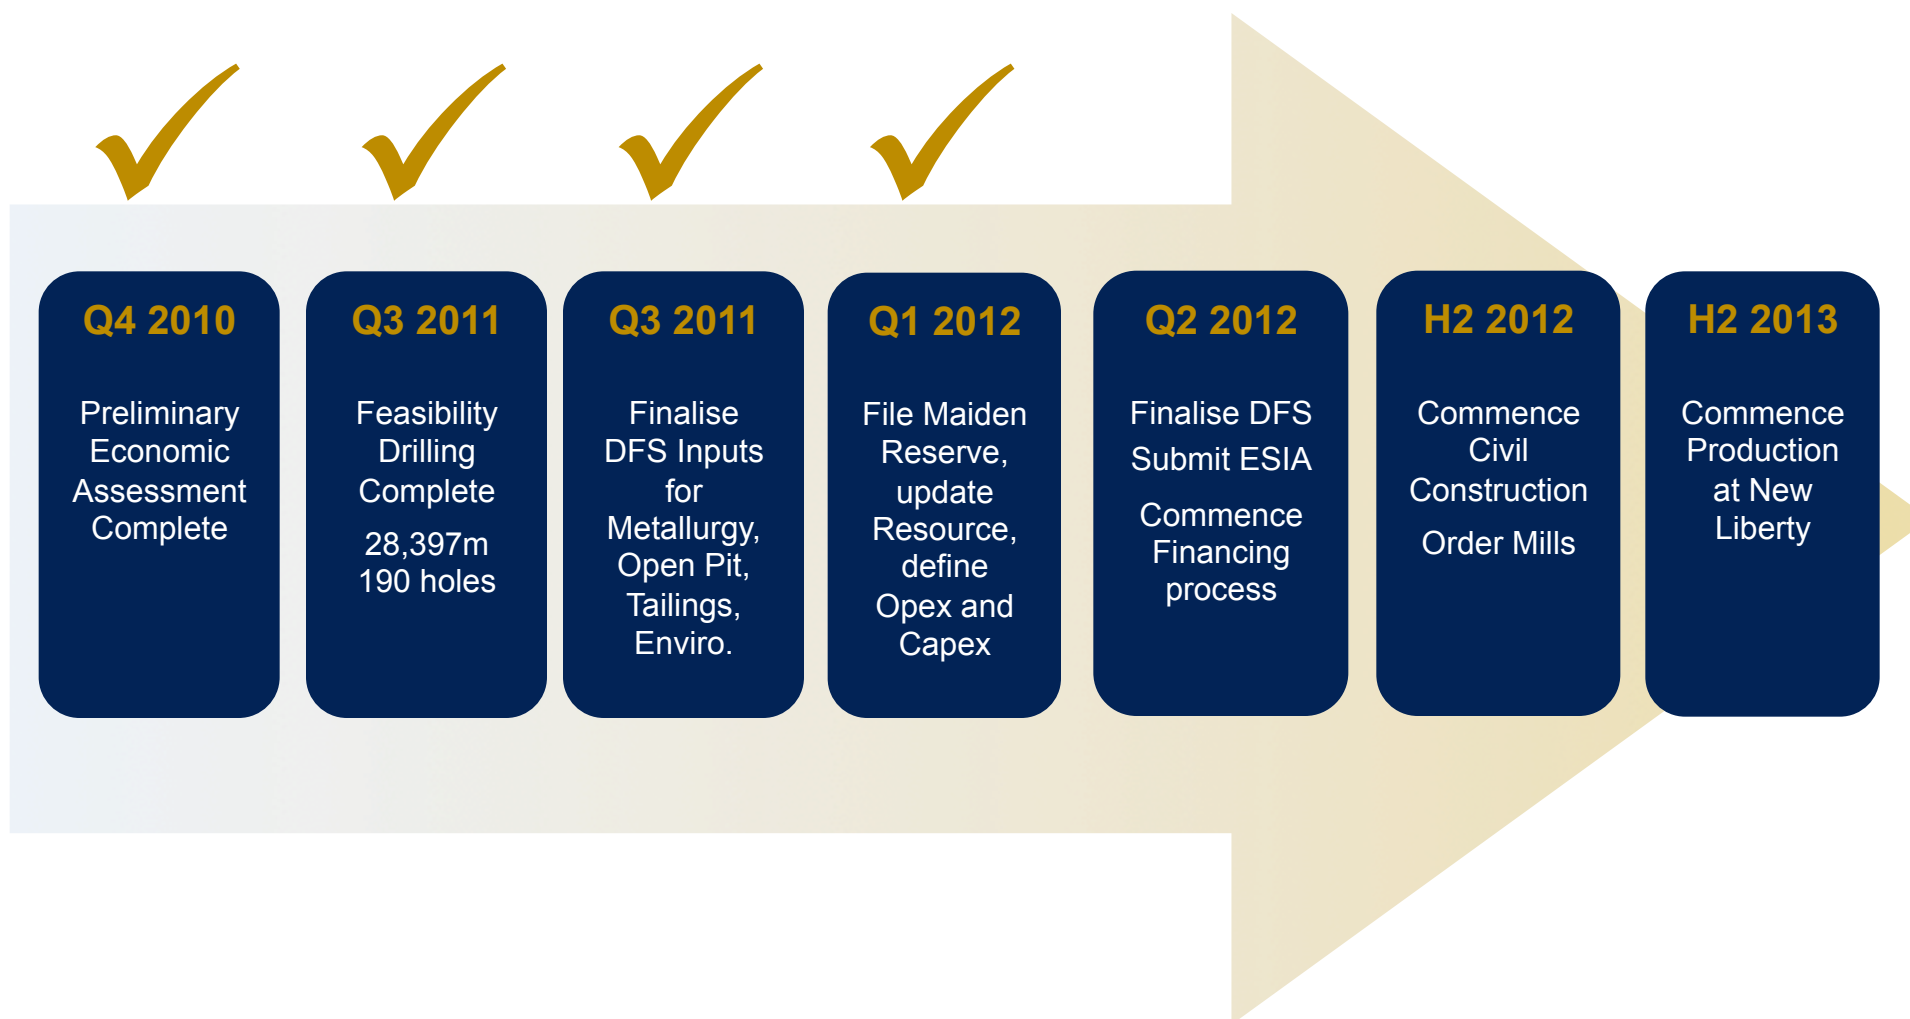 Q4 2010
Preliminary
Economic
Assessment
Complete
Q3 2011
Feasibility
Drilling
Complete
28,397m
190 holes
Q3 2011
Finalise
DFS Inputs
for
Metallurgy,
Open Pit,
Tailings,
Enviro.
Q1 2012
File Maiden
Reserve,
update
Resource,
define
Opex and
Capex
Q2 2012
Finalise DFS
Submit ESIA
Commence
Financing
process
H2 2012
Commence
Civil
Construction
Order Mills
H2 2013
Commence
Production
at New
Liberty